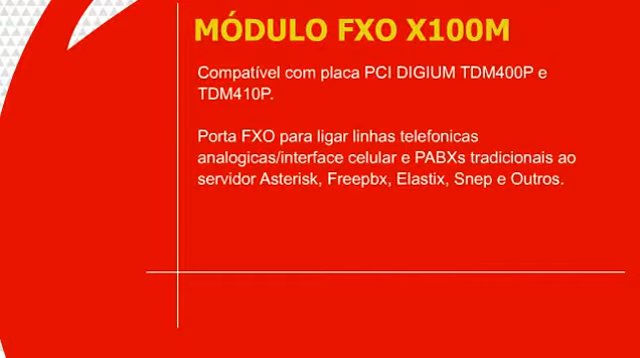 MÓDULO FXO X100M
Compatível com placa PCI DIGIUM TDM400P e
TDM410P.
Porta FXO para ligar linhas telefonicas
analogicas/interface celular e PABXs tradicionais ao
servidor Asterisk, Freepbx, Elastix, Snep e Outros.